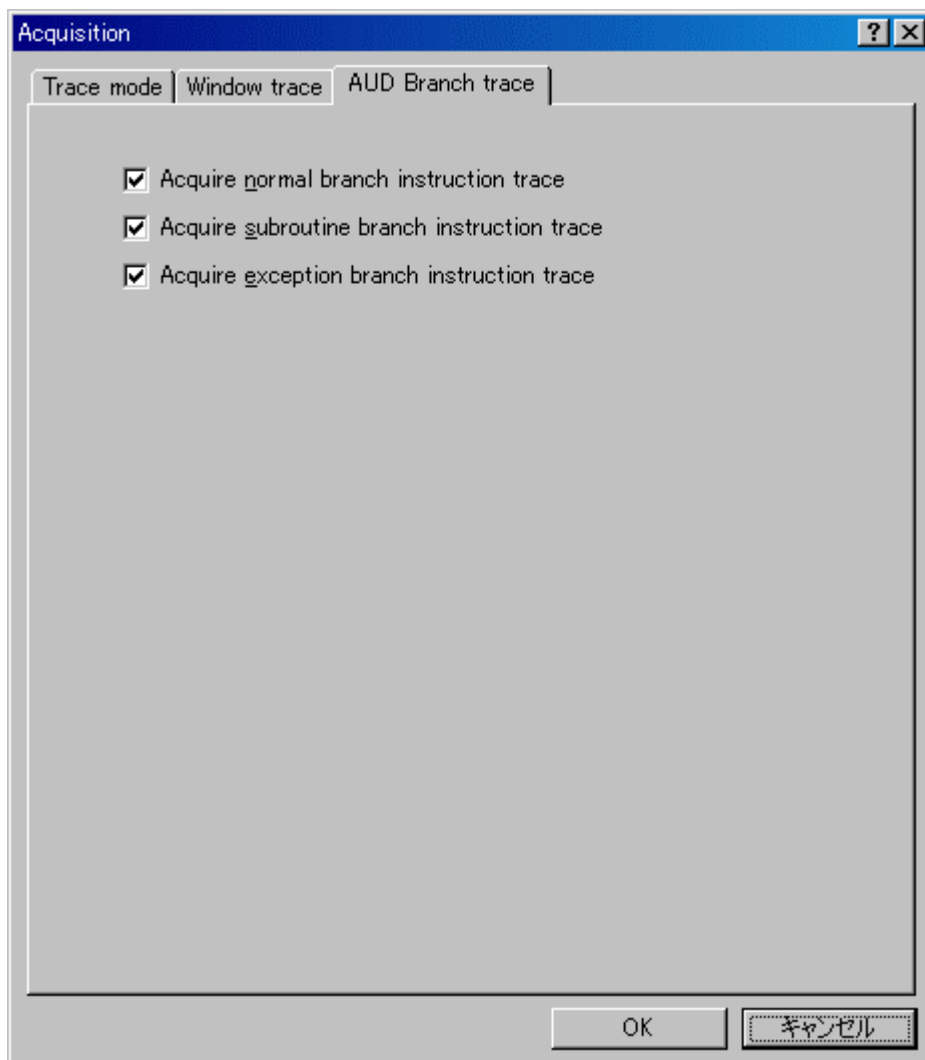 Acquisition
Trace mode Window trace AUD Branch trace
Acquire normal branch instruction trace
Acquire subroutine branch instruction trace
Acquire exception branch instruction trace
OK キャンセル